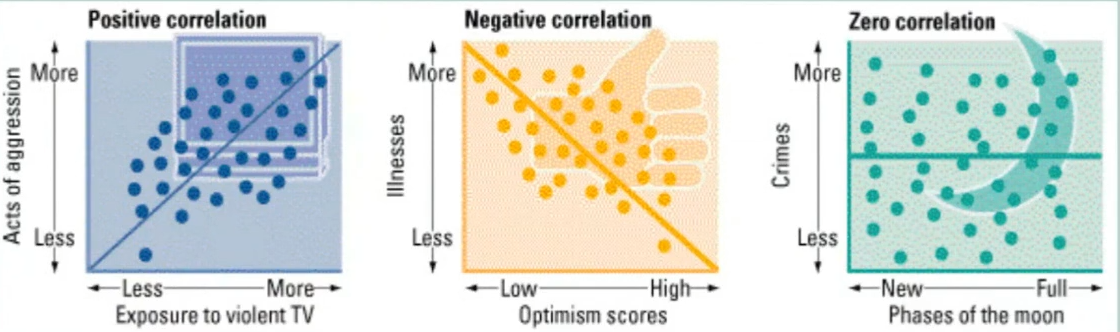 Positive correlation
Acts of aggression
More
Less
Less
More
Exposure to violent TV
Negative correlation
Illnesses
More
Less
Low
High
Optimism scores
Zero correlation
Crimes
More
Less
New
Full
Phases of the moon